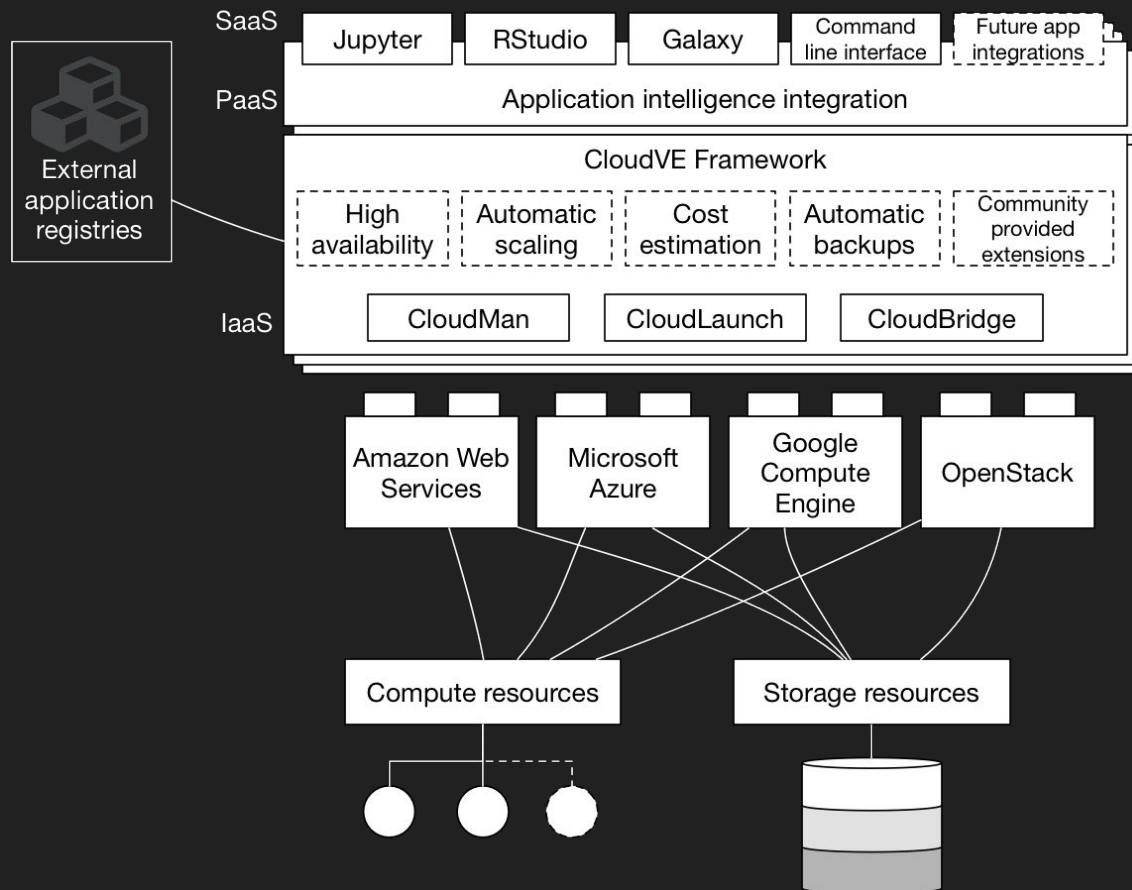 SaaS
Jupyter
RStudio
Galaxy
Command
line interface
Future app
integrations
PaaS
Application intelligence integration
External
application
registries
CloudVE Framework
High
availability
Automatic
scaling
Cost
estimation
Automatic
backups
Community
provided
extensions
IaaS
CloudMan
CloudLaunch
CloudBridge
Amazon Web
Services
Microsoft
Azure
Google
Compute
Engine
OpenStack
Compute resources
Storage resources